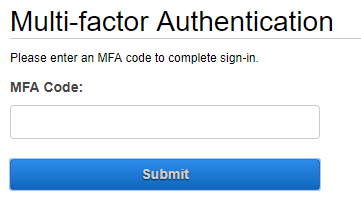 Multi-factor Authentication
Please enter an MFA code to complete sign-in.
MFA Code:
Submit